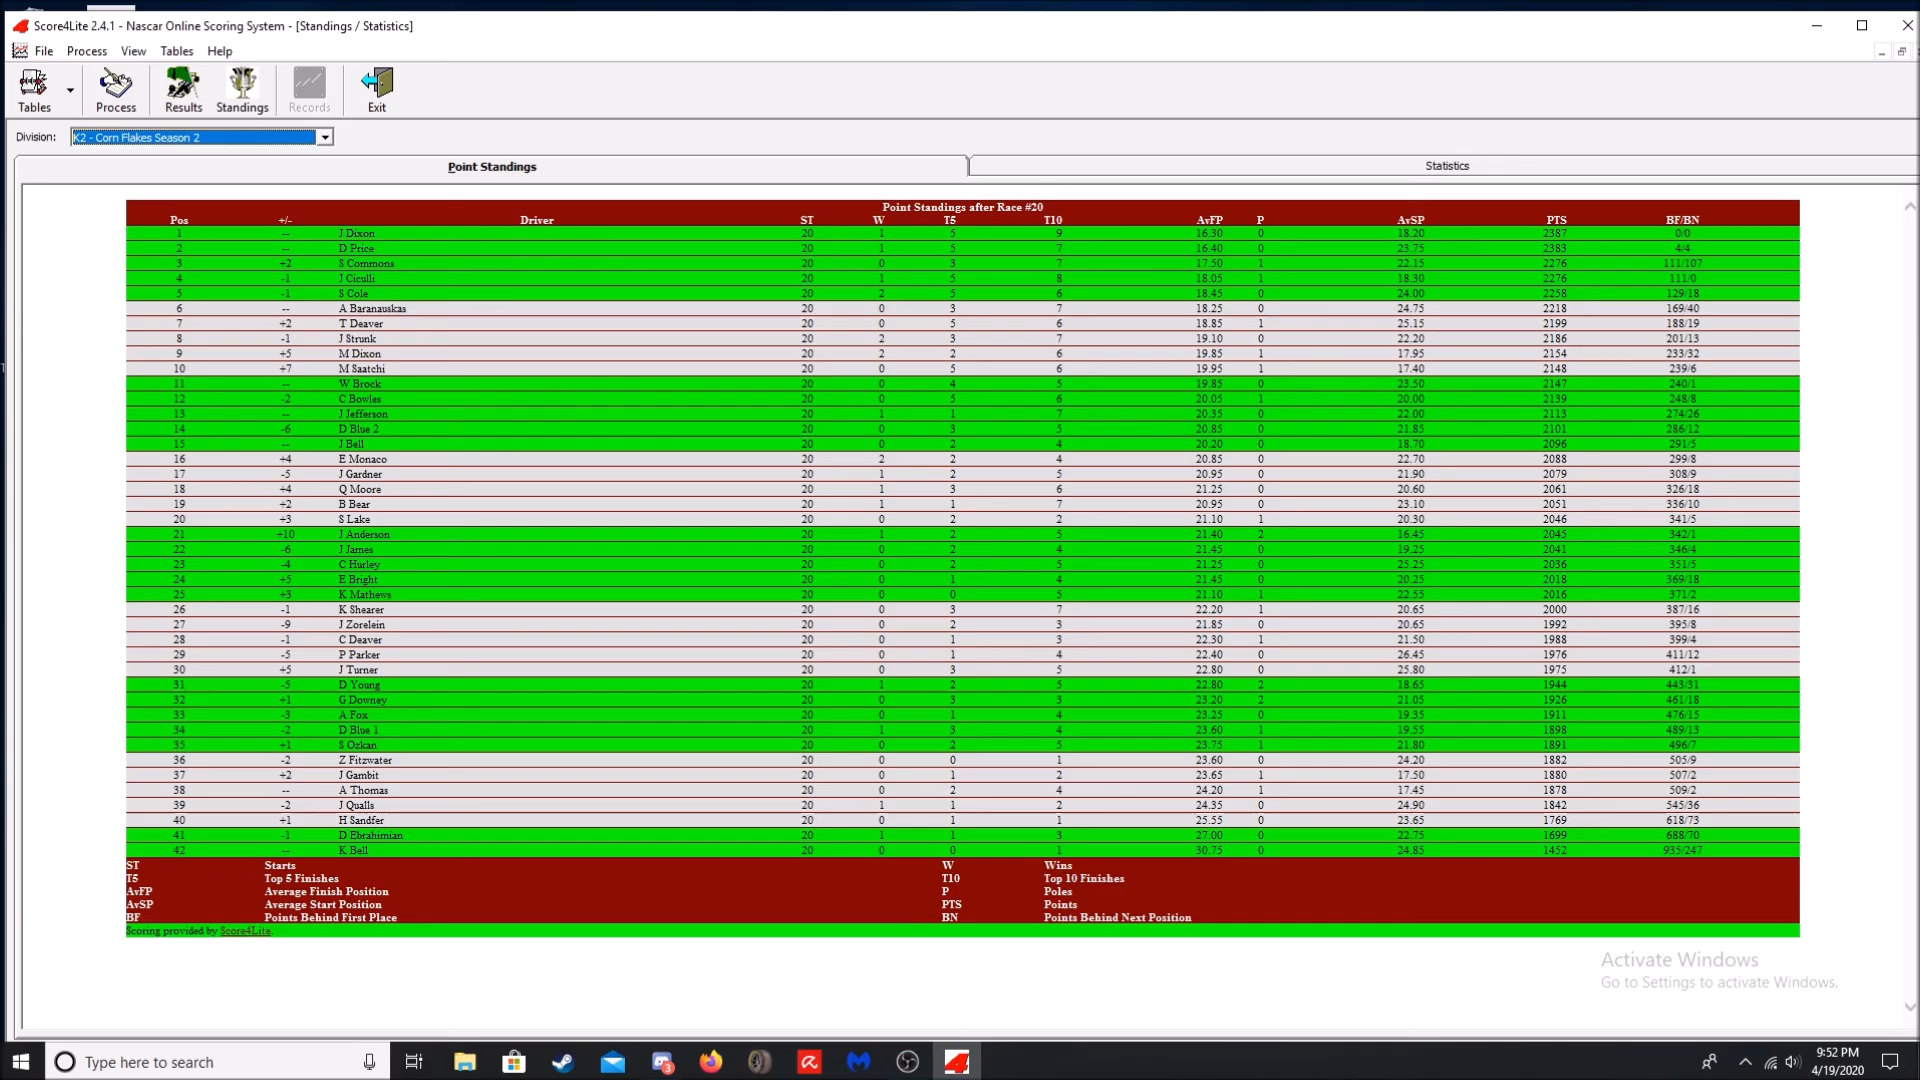 Score4Lite 2.4.1 - Nascar Online Scoring System - [Standings / Statistics]
File Process View Tables Help
Tables Process Results Standings Records Exit
Division: K2 - Corn Flakes Season 2
Point Standings Statistics
Point Standings after Race #20
Pos +/- Driver ST W T5 T10 AvFP P AvSP PTS BF/BN
1 -- J Dixon 20 1 5 9 16.30 0 18.20 2387 0/0
2 -- D Price 20 1 5 7 16.40 0 23.75 2383 4/4
3 +2 S Commons 20 0 3 7 17.50 1 22.15 2276 111/107
4 -1 J Ciculli 20 1 5 8 18.05 1 18.30 2276 111/0
5 -1 S Cole 20 2 5 6 18.45 0 24.00 2258 129/18
6 -- A Baranauskas 20 0 3 7 18.25 0 24.75 2218 169/40
7 +2 T Deaver 20 0 5 6 18.85 1 25.15 2199 188/19
8 -1 J Strunk 20 2 3 7 19.10 0 22.20 2186 201/13
9 +5 M Dixon 20 2 2 6 19.85 1 17.95 2154 233/32
10 +7 M Saatchi 20 0 5 6 19.95 1 17.40 2148 239/6
11 -- W Brock 20 0 4 5 19.85 0 23.50 2147 240/1
12 -2 C Bowles 20 0 5 6 20.05 1 20.00 2139 248/8
13 -- J Jefferson 20 1 1 7 20.35 0 22.00 2113 274/26
14 -6 D Blue 2 20 0 3 5 20.85 0 21.85 2101 286/12
15 -- J Bell 20 0 2 4 20.20 0 18.70 2096 291/5
16 +4 E Monaco 20 2 2 4 20.85 0 22.70 2088 299/8
17 -5 J Gardner 20 1 2 5 20.95 0 21.90 2079 308/9
18 +4 Q Moore 20 1 3 6 21.25 0 20.60 2061 326/18
19 +2 B Bear 20 1 1 7 20.95 0 23.10 2051 336/10
20 +3 S Lake 20 0 2 2 21.10 1 20.30 2046 341/5
21 +10 J Anderson 20 1 2 5 21.40 2 16.45 2045 342/1
22 -6 J James 20 0 2 4 21.45 0 19.25 2041 346/4
23 -4 C Hurley 20 0 2 5 21.25 0 25.25 2036 351/5
24 +5 E Bright 20 0 1 4 21.45 0 20.25 2018 369/18
25 +3 K Mathews 20 0 0 5 21.10 1 22.55 2016 371/2
26 -1 K Shearer 20 0 3 7 22.20 1 20.65 2000 387/16
27 -9 J Zorelein 20 0 2 3 21.85 0 20.65 1992 395/8
28 -1 C Deaver 20 0 1 3 22.30 1 21.50 1988 399/4
29 -5 P Parker 20 0 1 4 22.40 0 26.45 1976 411/12
30 +5 J Turner 20 0 3 5 22.80 0 25.80 1975 412/1
31 -5 D Young 20 1 2 5 22.80 2 18.65 1944 443/31
32 +1 G Downey 20 0 3 3 23.20 2 21.05 1926 461/18
33 -3 A Fox 20 0 1 4 23.25 0 19.35 1911 476/15
34 -2 D Blue 1 20 1 3 4 23.60 1 19.55 1898 489/13
35 +1 S Ozkan 20 0 2 5 23.75 1 21.80 1891 496/7
36 -2 Z Fitzwater 20 0 0 1 23.60 0 24.20 1882 505/9
37 +2 J Gambit 20 0 1 2 23.65 1 17.50 1880 507/2
38 -- A Thomas 20 0 2 4 24.20 1 17.45 1878 509/2
39 -2 J Qualls 20 1 1 2 24.35 0 24.90 1842 545/36
40 +1 H Sandfer 20 0 1 1 25.55 0 23.65 1769 618/73
41 -1 D Ebrahimian 20 1 1 3 27.00 0 22.75 1699 688/70
42 -- K Bell 20 0 0 1 30.75 0 24.85 1452 935/247
ST Starts W Wins
T5 Top 5 Finishes T10 Top 10 Finishes
AvFP Average Finish Position P Poles
AvSP Average Start Position PTS Points
BF Points Behind First Place BN Points Behind Next Position
Scoring provided by Score4Lite.
Activate Windows
Go to Settings to activate Windows.
Type here to search
3
9:52 PM
4/19/2020